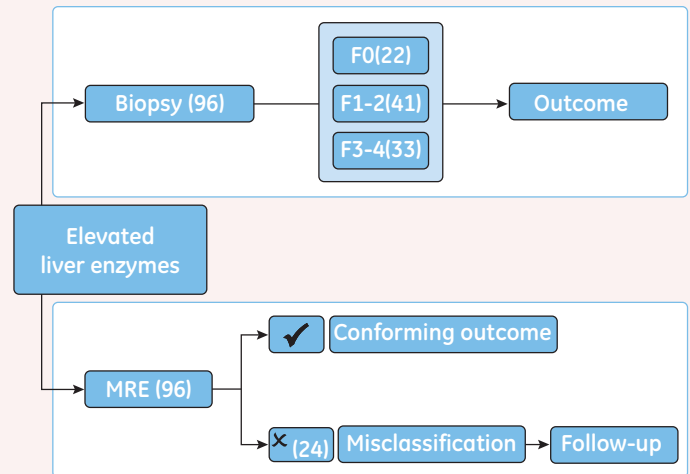 F0(22)
Biopsy (96)
F1-2(41)
Outcome
F3-4(33)
Elevated
liver enzymes
✓ Conforming outcome
MRE (96)
× (24) Misclassification
Follow-up